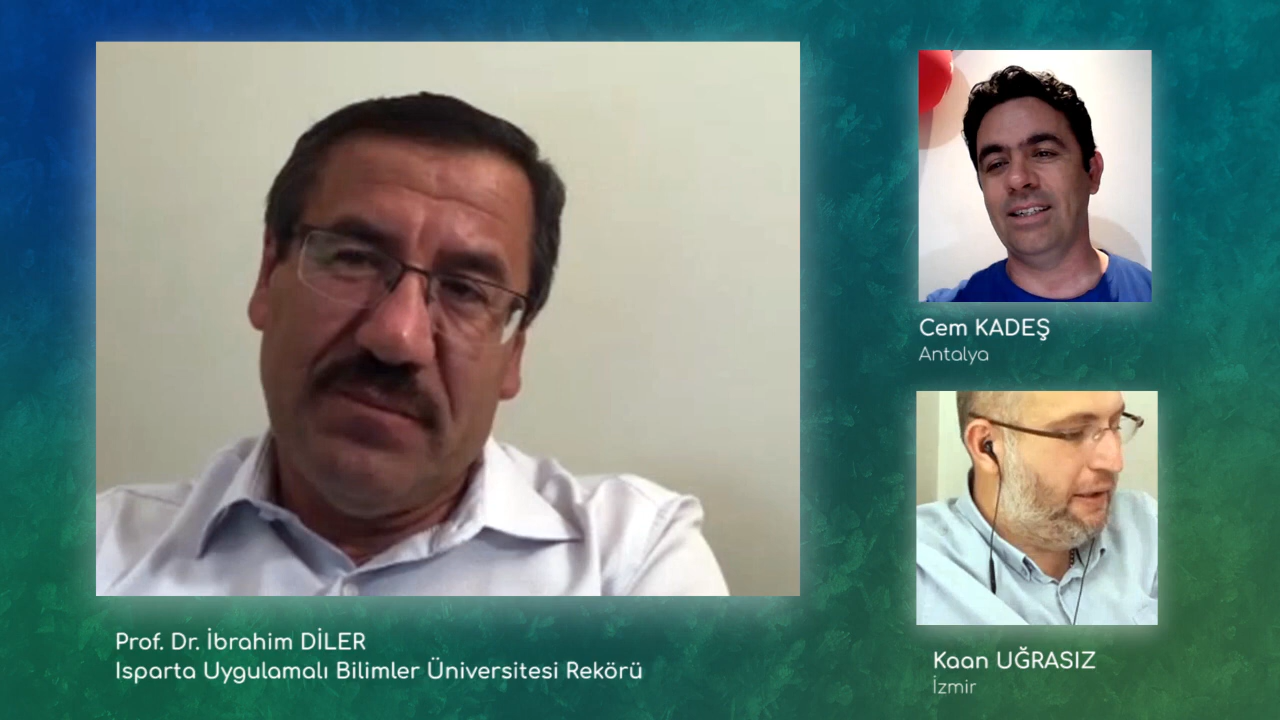 Prof. Dr. İbrahim DİLER
Isparta Uygulamalı Bilimler Üniversitesi Rekörü
Cem KADEŞ
Antalya
Kaan UĞRASIZ
İzmir